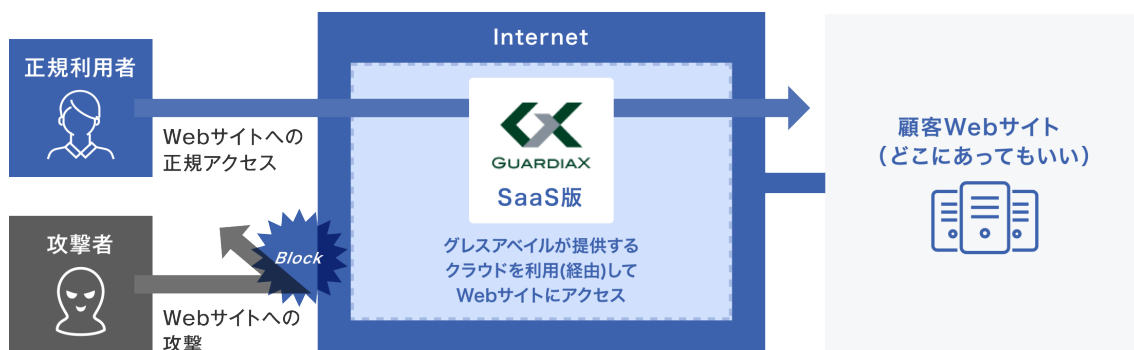 Internet
正規利用者
Webサイトへの
正規アクセス
GUARDIAX
SaaS版
グレスアベイルが提供する
クラウドを利用(経由)して
Webサイトにアクセス
顧客Webサイト
（どこにあってもいい）
攻撃者
Block
Webサイトへの
攻撃